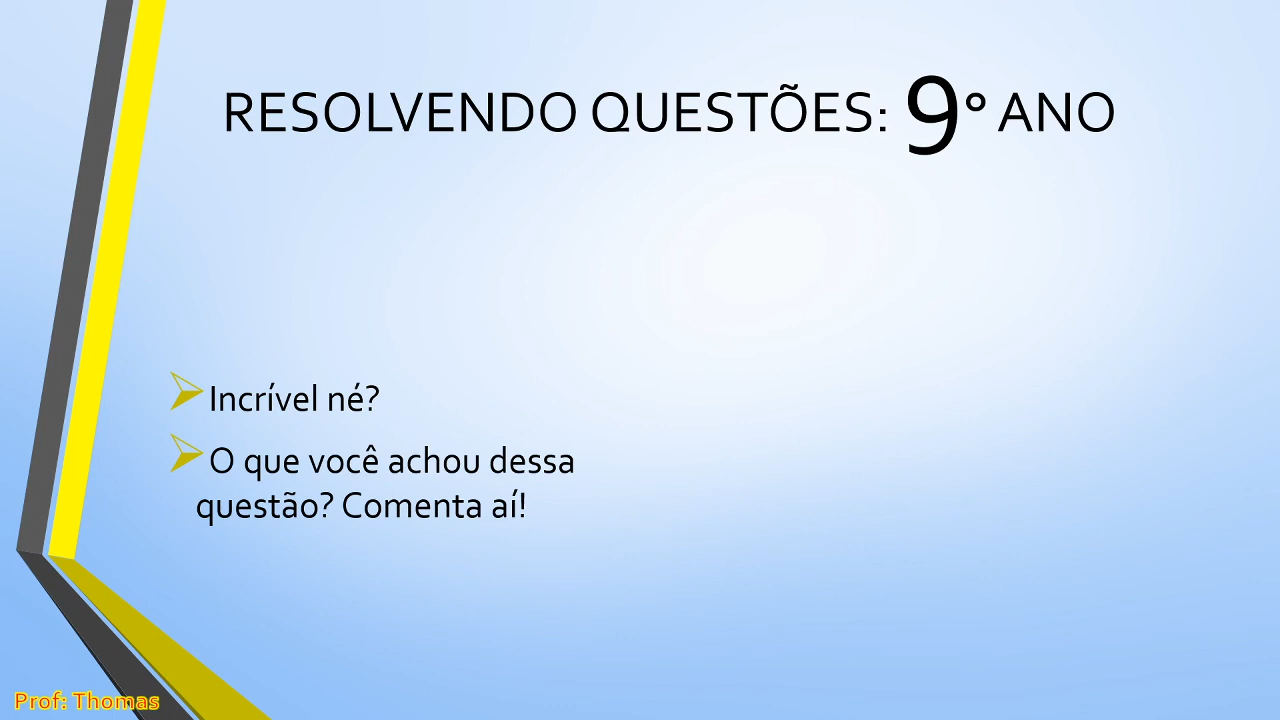 RESOLVENDO QUESTÕES: 9° ANO
Incrível né?
O que você achou dessa
questão? Comenta aí!
Prof: Thomas